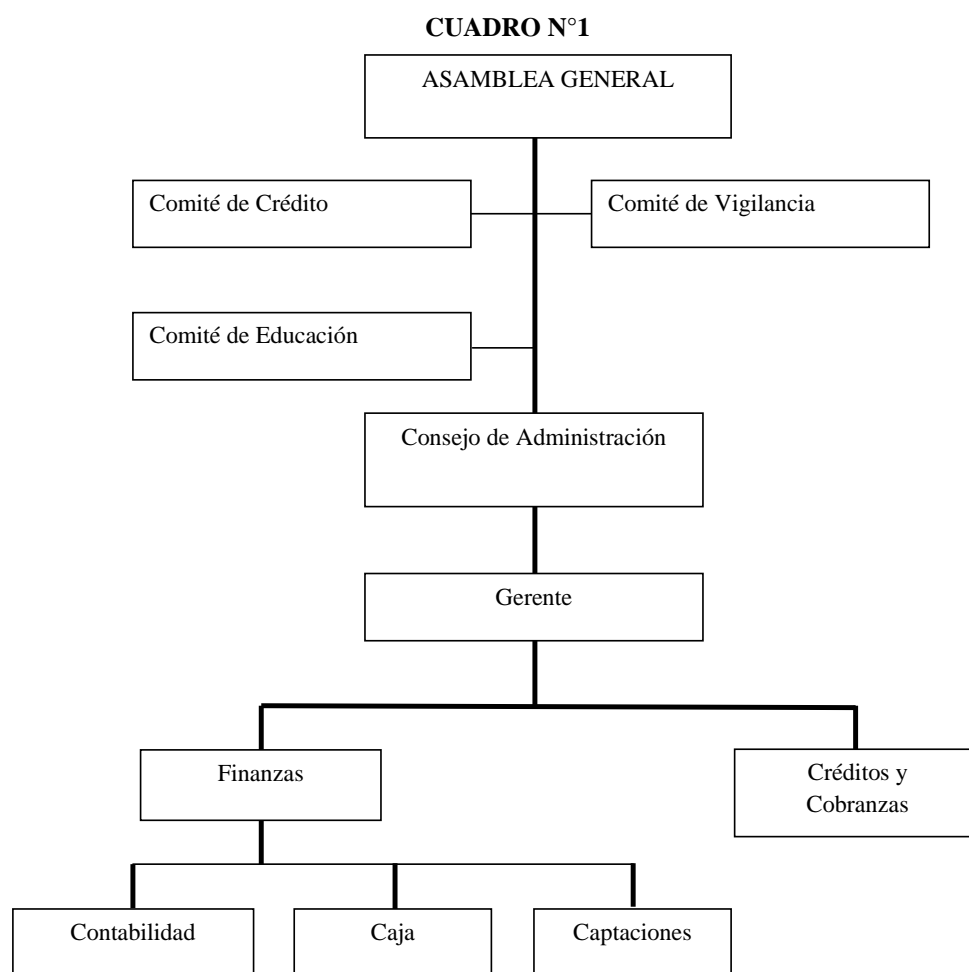 CUADRO N°1
ASAMBLEA GENERAL
Comité de Crédito
Comité de Vigilancia
Comité de Educación
Consejo de Administración
Gerente
Finanzas
Créditos y
Cobranzas
Contabilidad
Caja
Captaciones